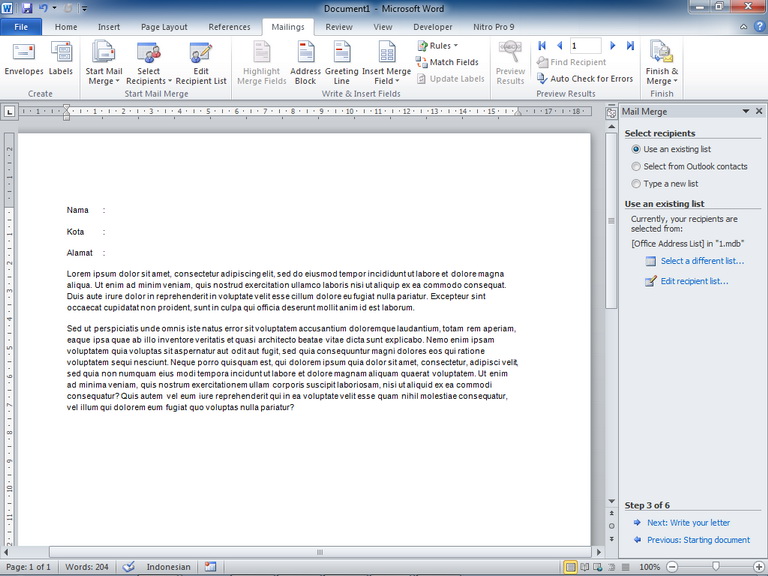 Document1 - Microsoft Word
File Home Insert Page Layout References Mailings Review View Developer Nitro Pro 9
Envelopes Labels Start Mail Merge Select Recipients Edit Recipient List Highlight Merge Fields Address Block Greeting Line Insert Merge Field Rules Match Fields Update Labels Preview Results 1 Find Recipient Auto Check for Errors Finish & Merge
Create Start Mail Merge Write & Insert Fields Preview Results Finish
Mail Merge
Select recipients
Use an existing list
Select from Outlook contacts
Type a new list
Use an existing list
Currently, your recipients are
selected from:
[Office Address List] in "1.mdb"
Select a different list...
Edit recipient list...
Nama :
Kota :
Alamat :
Lorem ipsum dolor sit amet, consectetur adipiscing elit, sed do eiusmod tempor incididunt ut labore et dolore magna
aliqua. Ut enim ad minim veniam, quis nostrud exercitation ullamco laboris nisi ut aliquip ex ea commodo consequat.
Duis aute irure dolor in reprehenderit in voluptate velit esse cillum dolore eu fugiat nulla pariatur. Excepteur sint
occaecat cupidatat non proident, sunt in culpa qui officia deserunt mollit anim id est laborum.
Sed ut perspiciatis unde omnis iste natus error sit voluptatem accusantium doloremque laudantium, totam rem aperiam,
eaque ipsa quae ab illo inventore veritatis et quasi architecto beatae vitae dicta sunt explicabo. Nemo enim ipsam
voluptatem quia voluptas sit aspernatur aut odit aut fugit, sed quia consequuntur magni dolores eos qui ratione
voluptatem sequi nesciunt. Neque porro quisquam est, qui dolorem ipsum quia dolor sit amet, consectetur, adipisci velit,
sed quia non numquam eius modi tempora incidunt ut labore et dolore magnam aliquam quaerat voluptatem. Ut enim
ad minima veniam, quis nostrum exercitationem ullam corporis suscipit laboriosam, nisi ut aliquid ex ea commodi
consequatur? Quis autem vel eum iure reprehenderit qui in ea voluptate velit esse quam nihil molestiae consequatur,
vel illum qui dolorem eum fugiat quo voluptas nulla pariatur?
Step 3 of 6
Next: Write your letter
Previous: Starting document
Page: 1 of 1 Words: 204 Indonesian 100%